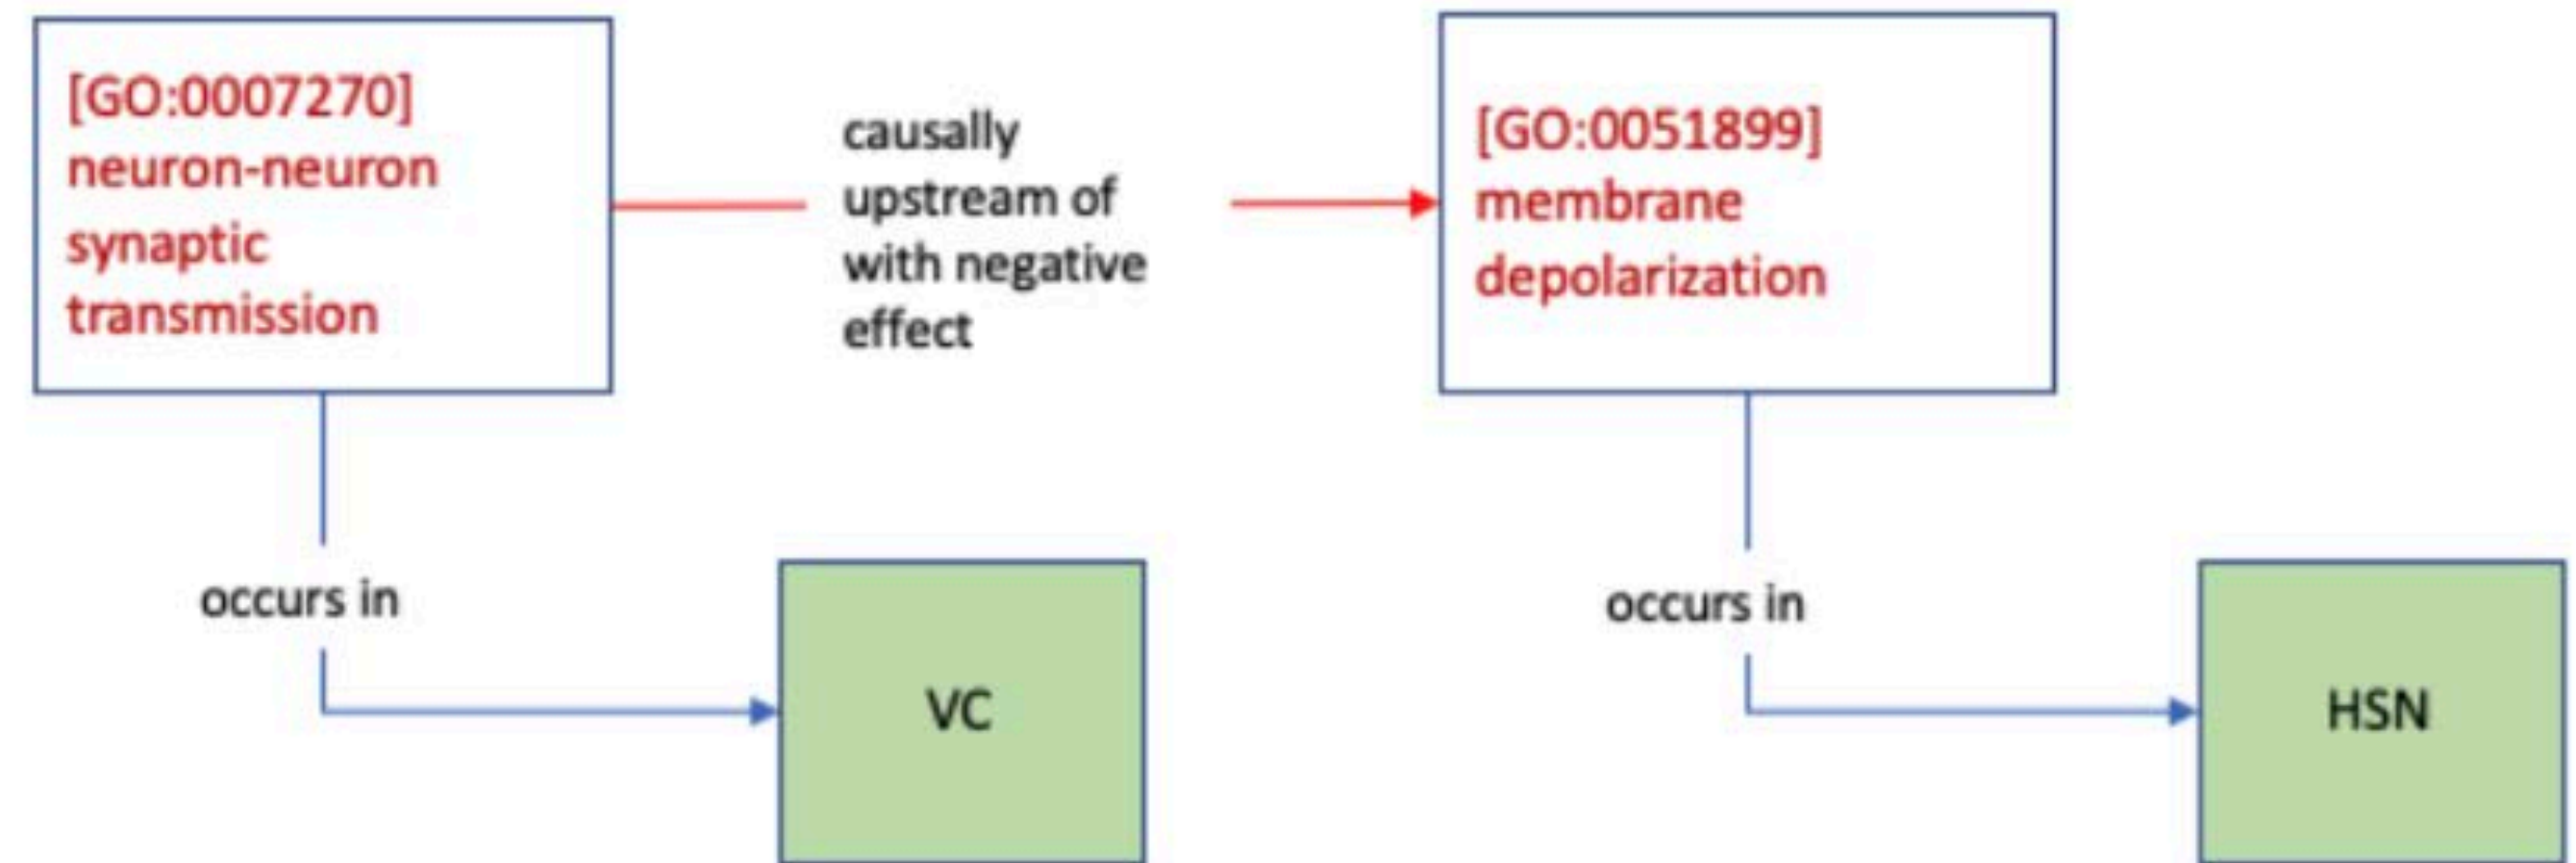 [GO:0007270]
neuron-neuron
synaptic
transmission
causally
upstream of
with negative
effect
[GO:0051899]
membrane
depolarization
occurs in
VC
occurs in
HSN